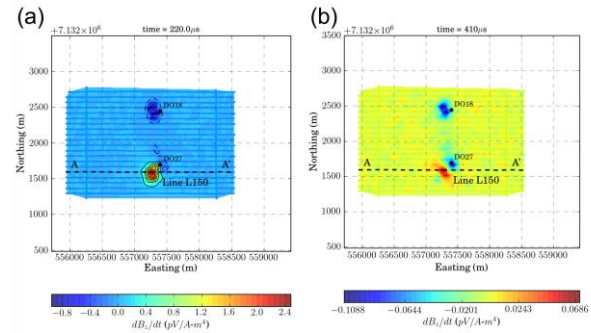 (a)
+7.132×10⁶
time = 220.0μs
3500
3000
2500
2000
1500
1000
500
Northing (m)
DO18
DO27
A
A'
Line L150
556000 556500 557000 557500 558000 558500 559000
Easting (m)
−0.8 −0.4 0.0 0.4 0.8 1.2 1.6 2.0 2.4
dB_z/dt (pV/A-m⁴)
(b)
+7.132×10⁶
time = 410μs
3500
3000
2500
2000
1500
1000
500
Northing (m)
DO18
DO27
A
A'
Line L150
556000 556500 557000 557500 558000 558500 559000
Easting (m)
−0.1088 −0.0644 −0.0201 0.0243 0.0686
dB_z/dt (pV/A-m⁴)